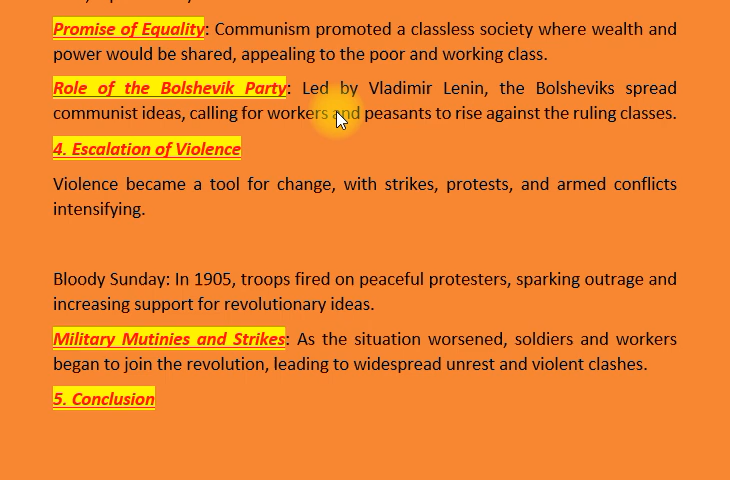 Promise of Equality: Communism promoted a classless society where wealth and
power would be shared, appealing to the poor and working class.
Role of the Bolshevik Party: Led by Vladimir Lenin, the Bolsheviks spread
communist ideas, calling for workers and peasants to rise against the ruling classes.
4. Escalation of Violence
Violence became a tool for change, with strikes, protests, and armed conflicts
intensifying.
Bloody Sunday: In 1905, troops fired on peaceful protesters, sparking outrage and
increasing support for revolutionary ideas.
Military Mutinies and Strikes: As the situation worsened, soldiers and workers
began to join the revolution, leading to widespread unrest and violent clashes.
5. Conclusion